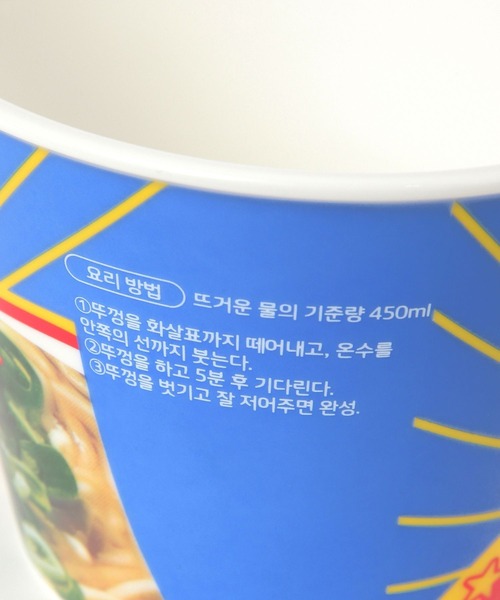 요리 방법 뜨거운 물의 기준량 450ml
①뚜껑을 화살표까지 떼어내고, 온수를
안쪽의 선까지 붓는다.
②뚜껑을 하고 5분 후 기다린다.
③뚜껑을 벗기고 잘 저어주면 완성.